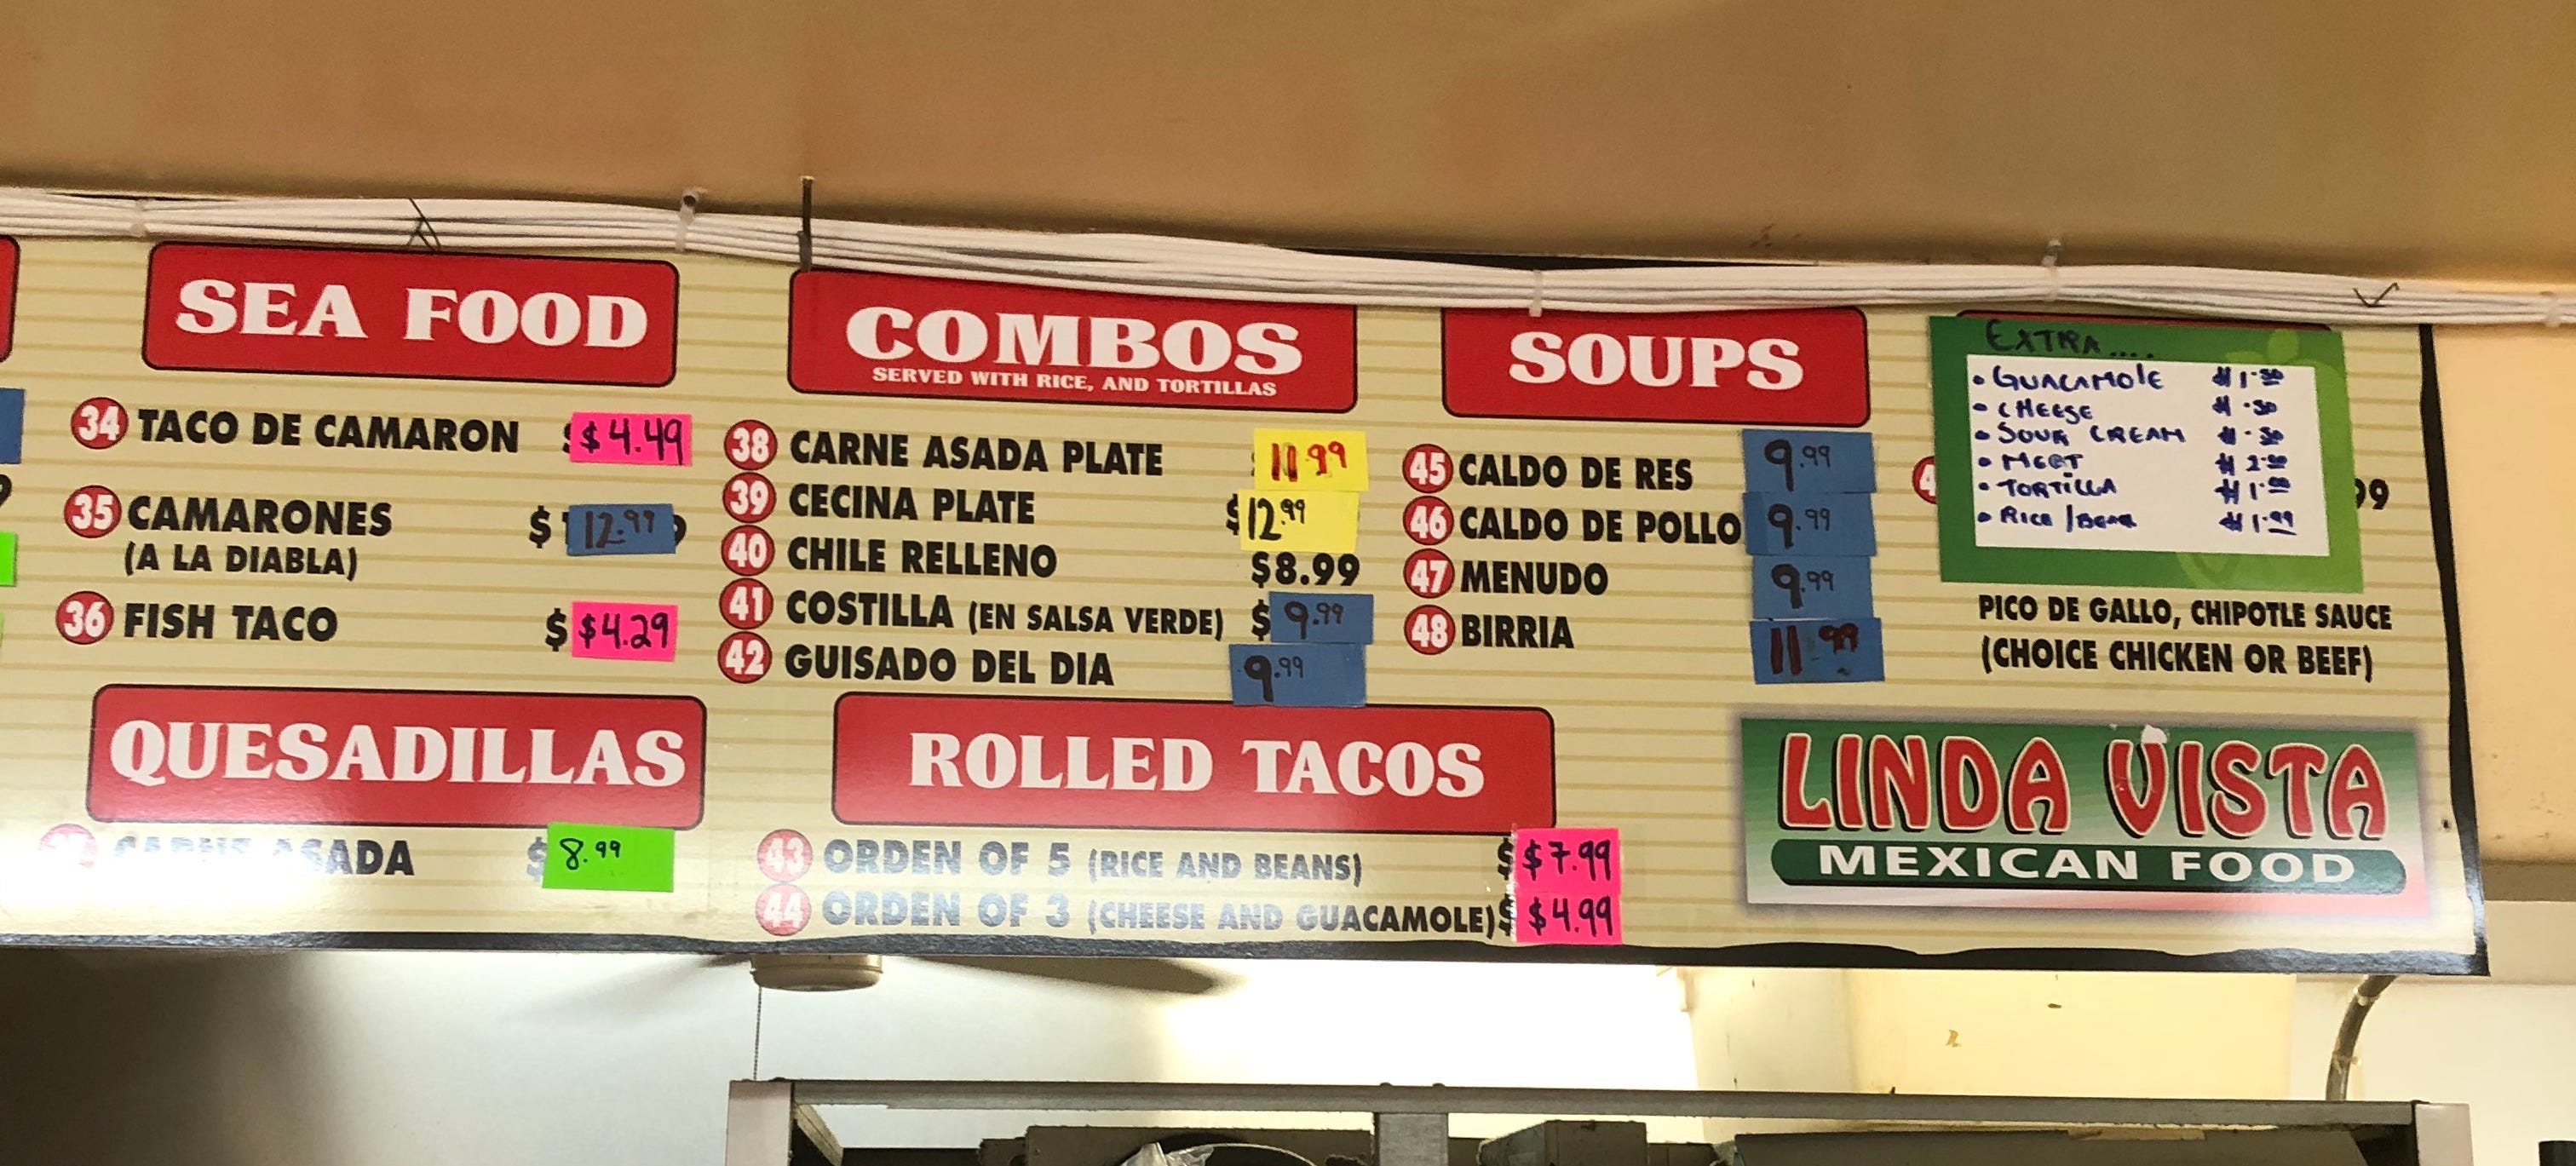 SEA FOOD
34 TACO DE CAMARON $4.49
35 CAMARONES $12.99
(A LA DIABLA)
36 FISH TACO $ $4.29
QUESADILLAS
CARNE ASADA $8.99
COMBOS
SERVED WITH RICE, AND TORTILLAS
38 CARNE ASADA PLATE 11.99
39 CECINA PLATE $12.99
40 CHILE RELLENO $8.99
41 COSTILLA (EN SALSA VERDE) $9.99
42 GUISADO DEL DIA 9.99
ROLLED TACOS
43 ORDEN OF 5 (RICE AND BEANS) $ $7.99
44 ORDEN OF 3 (CHEESE AND GUACAMOLE) $ $4.99
SOUPS
45 CALDO DE RES 9.99
46 CALDO DE POLLO 9.99
47 MENUDO 9.99
48 BIRRIA 11.99
EXTRA....
• GUACAMOLE $1.50
• CHEESE $.50
• SOUR CREAM $.50
• MEET
• TORTILLA $1.00
• RICE / $1.99
PICO DE GALLO, CHIPOTLE SAUCE
(CHOICE CHICKEN OR BEEF)
LINDA VISTA
MEXICAN FOOD